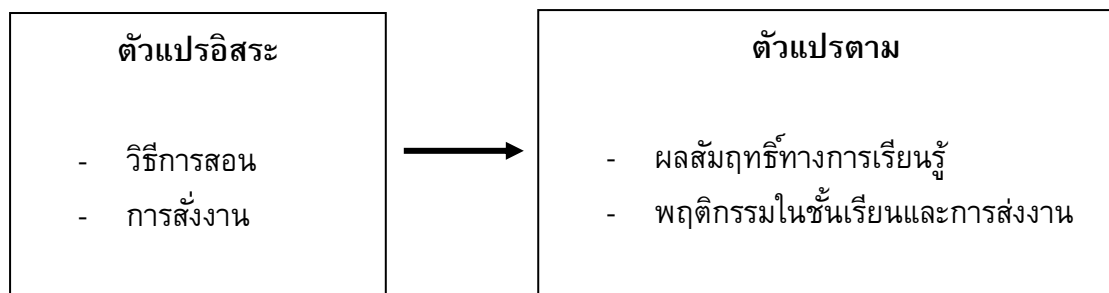 ตัวแปรอิสระ
- วิธีการสอน
- การสั่งงาน
ตัวแปรตาม
- ผลสัมฤทธิ์ทางการเรียนรู้
- พฤติกรรมในชั้นเรียนและการส่งงาน